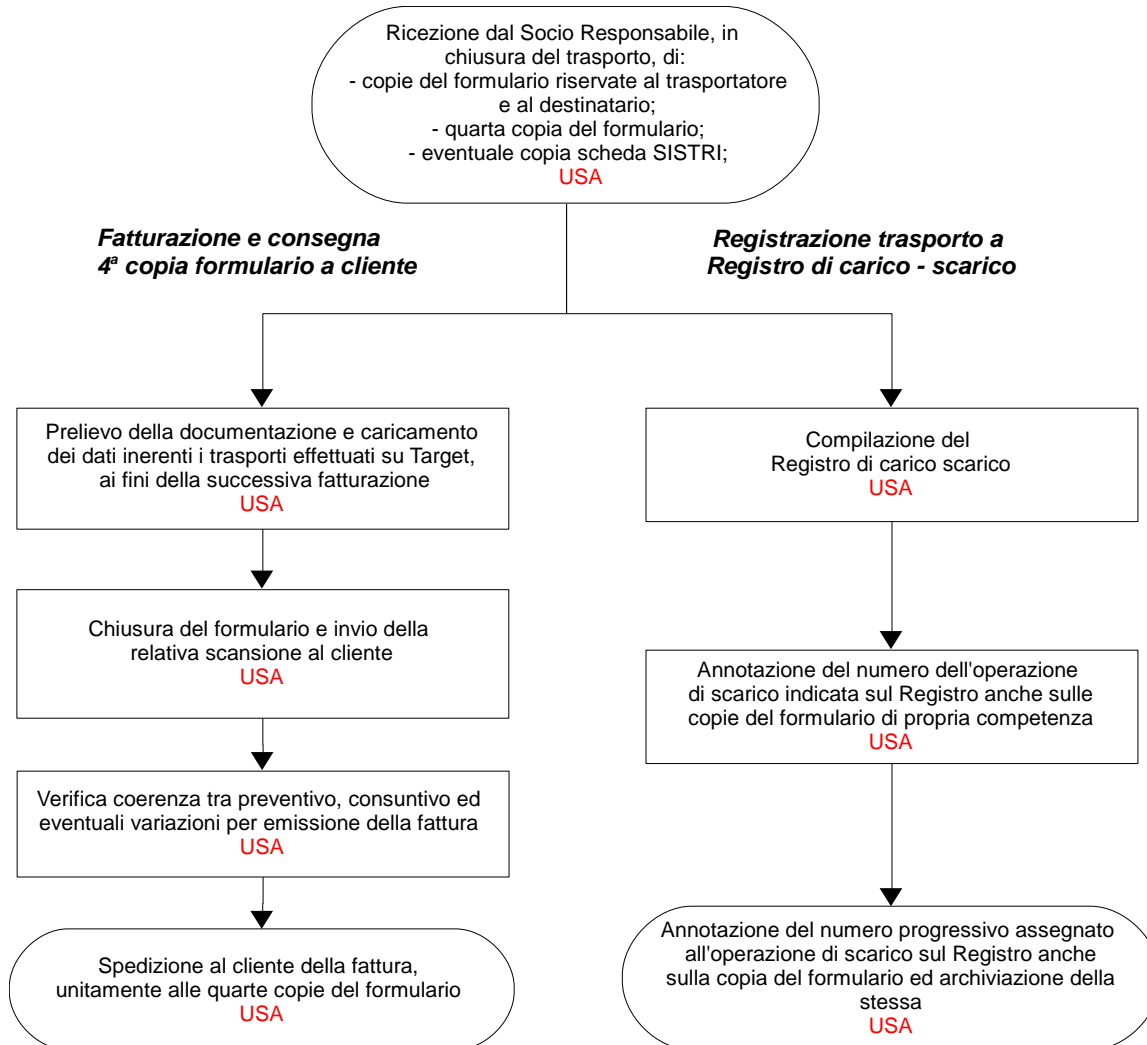 Ricezione dal Socio Responsabile, in
chiusura del trasporto, di:
- copie del formulario riservate al trasportatore
e al destinatario;
- quarta copia del formulario;
- eventuale copia scheda SISTRI;
USA
Fatturazione e consegna
4ª copia formulario a cliente
Registrazione trasporto a
Registro di carico - scarico
Prelievo della documentazione e caricamento
dei dati inerenti i trasporti effettuati su Target,
ai fini della successiva fatturazione
USA
Compilazione del
Registro di carico scarico
USA
Chiusura del formulario e invio della
relativa scansione al cliente
USA
Annotazione del numero dell'operazione
di scarico indicata sul Registro anche sulle
copie del formulario di propria competenza
USA
Verifica coerenza tra preventivo, consuntivo ed
eventuali variazioni per emissione della fattura
USA
Spedizione al cliente della fattura,
unitamente alle quarte copie del formulario
USA
Annotazione del numero progressivo assegnato
all'operazione di scarico sul Registro anche
sulla copia del formulario ed archiviazione della
stessa
USA